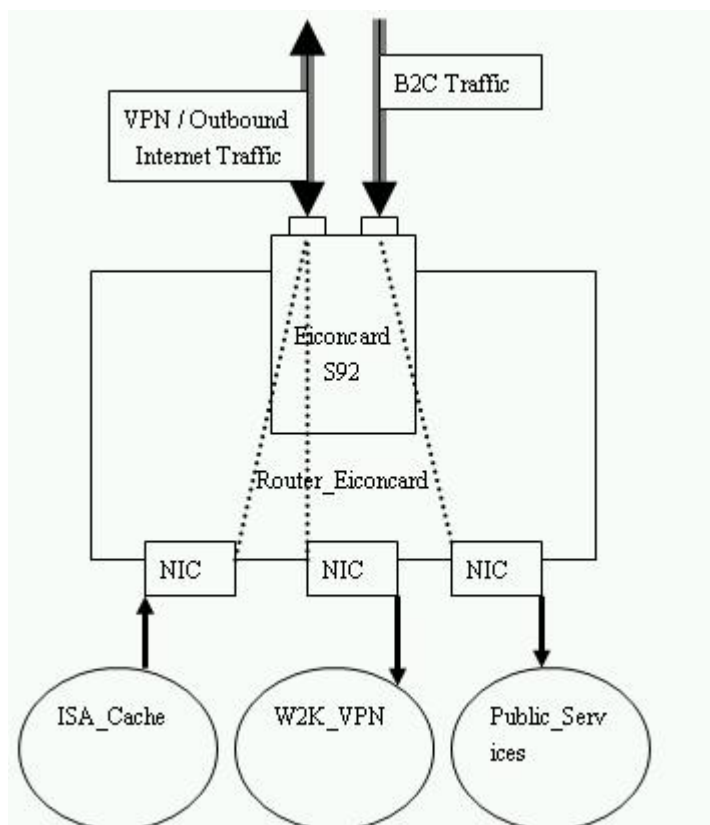 B2C Traffic
VPN / Outbound
Internet Traffic
Eiconcard
S92
Router_Eiconcard
NIC
NIC
NIC
ISA_Cache
W2K_VPN
Public_Serv
ices